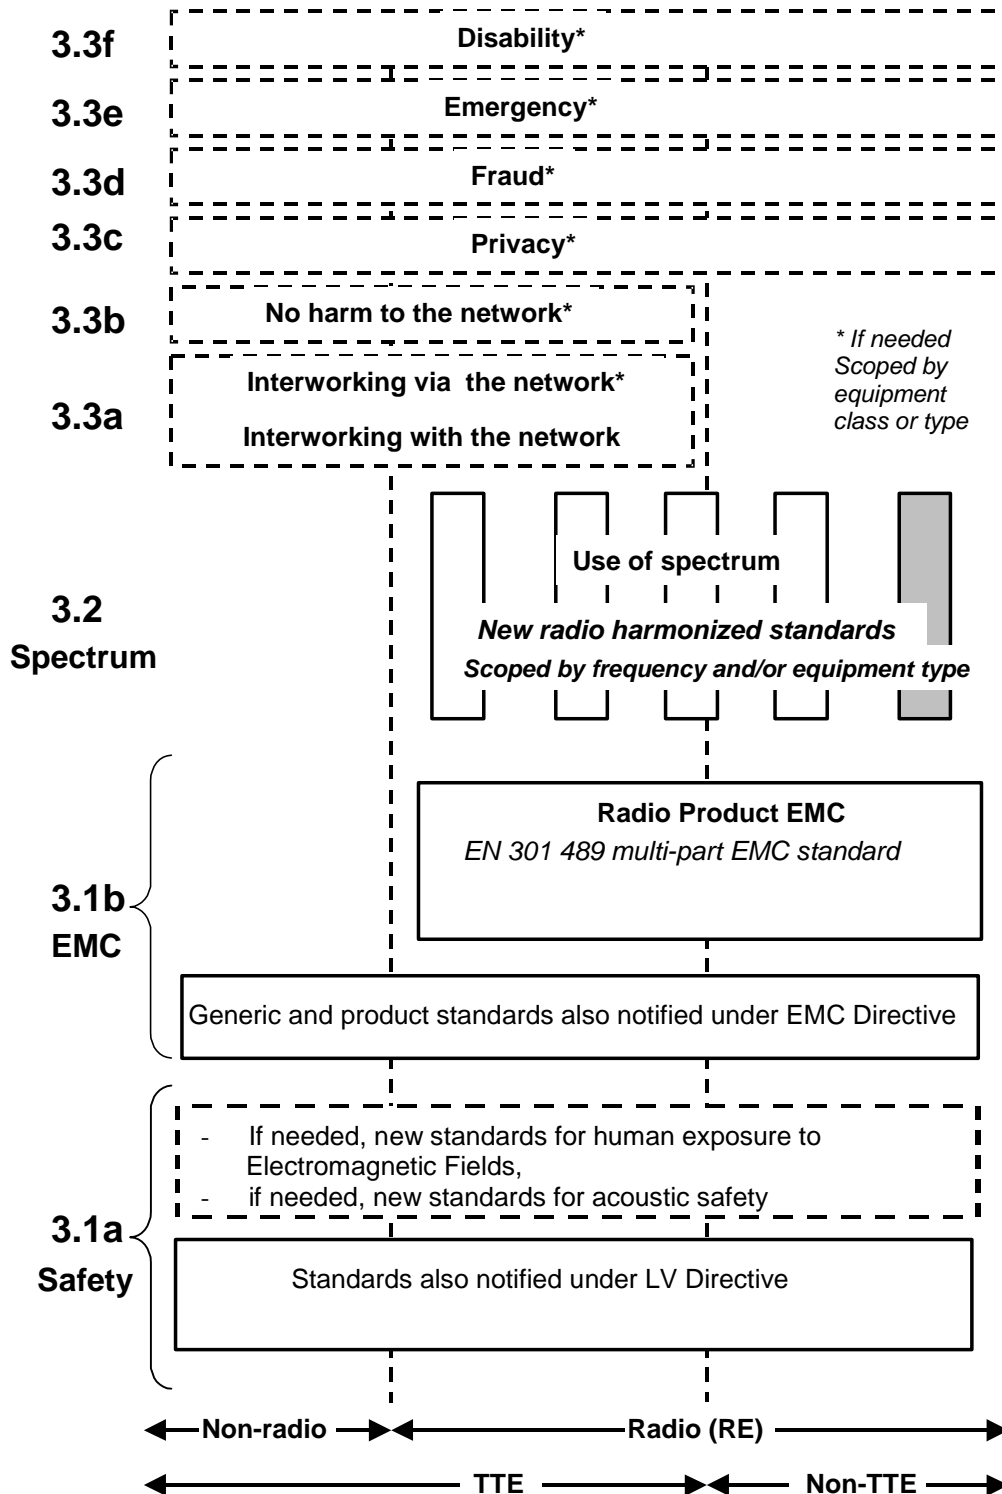 3.3f
Disability*
3.3e
Emergency*
3.3d
Fraud*
3.3c
Privacy*
3.3b
No harm to the network*
* If needed
Scoped by
equipment
class or type
3.3a
Interworking via the network*
Interworking with the network
3.2
Spectrum
Use of spectrum
New radio harmonized standards
Scoped by frequency and/or equipment type
3.1b
EMC
Radio Product EMC
EN 301 489 multi-part EMC standard
Generic and product standards also notified under EMC Directive
3.1a
Safety
- If needed, new standards for human exposure to
Electromagnetic Fields,
- if needed, new standards for acoustic safety
Standards also notified under LV Directive
Non-radio
Radio (RE)
TTE
Non-TTE